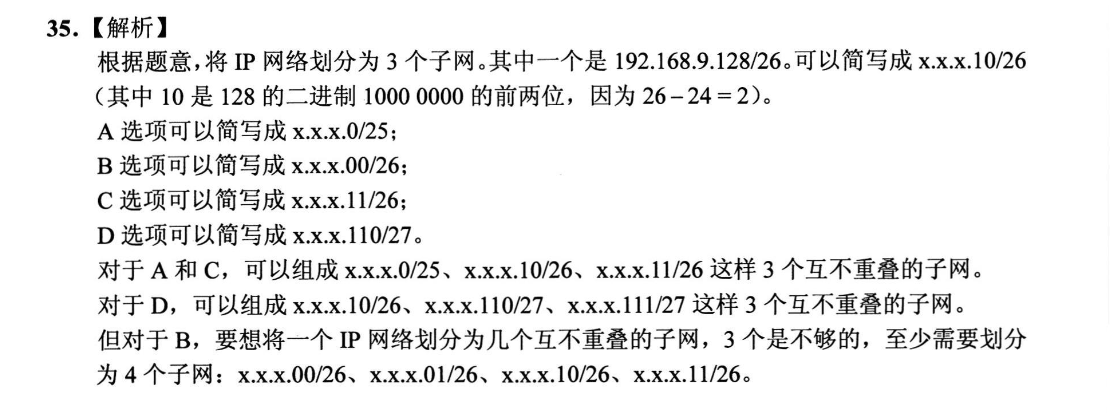 35.【解析】
根据题意，将 IP 网络划分为 3 个子网。其中一个是 192.168.9.128/26。可以简写成 x.x.x.10/26
（其中 10 是 128 的二进制 1000 0000 的前两位，因为 26－24＝2）。
A 选项可以简写成 x.x.x.0/25；
B 选项可以简写成 x.x.x.00/26；
C 选项可以简写成 x.x.x.11/26；
D 选项可以简写成 x.x.x.110/27。
对于 A 和 C，可以组成 x.x.x.0/25、x.x.x.10/26、x.x.x.11/26 这样 3 个互不重叠的子网。
对于 D，可以组成 x.x.x.10/26、x.x.x.110/27、x.x.x.111/27 这样 3 个互不重叠的子网。
但对于 B，要想将一个 IP 网络划分为几个互不重叠的子网，3 个是不够的，至少需要划分
为 4 个子网：x.x.x.00/26、x.x.x.01/26、x.x.x.10/26、x.x.x.11/26。